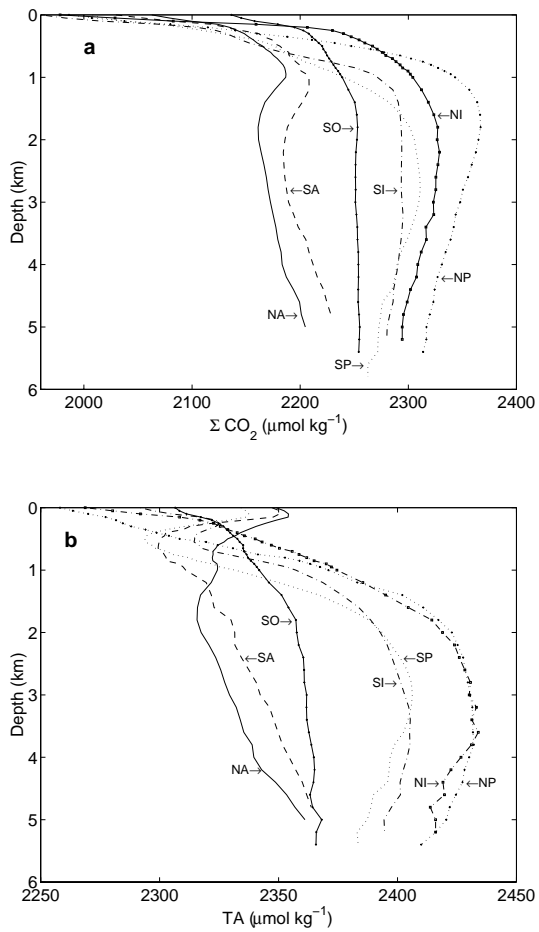 0
1
2
3
4
5
6
Depth (km)
a
NI
SO
SA
SI
NP
NA
SP
2000
2100
2200
2300
2400
Σ CO₂ (μmol kg⁻¹)
0
1
2
3
4
5
6
Depth (km)
b
SO
SA
SP
SI
NA
NI
NP
2250
2300
2350
2400
2450
TA (μmol kg⁻¹)